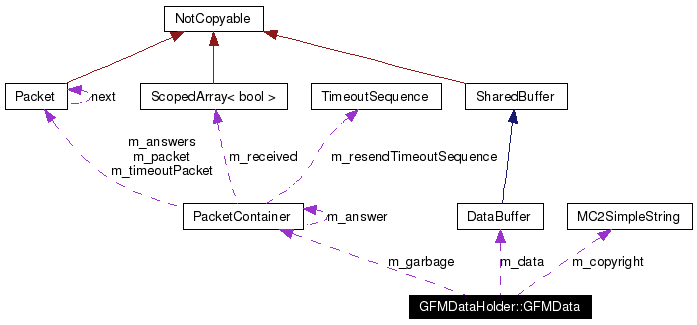 NotCopyable
Packet
next
ScopedArray< bool >
TimeoutSequence
SharedBuffer
m_answers
m_packet
m_timeoutPacket
m_received
m_resendTimeoutSequence
PacketContainer
m_answer
DataBuffer
MC2SimpleString
m_garbage
m_data
m_copyright
GFMDataHolder::GFMData